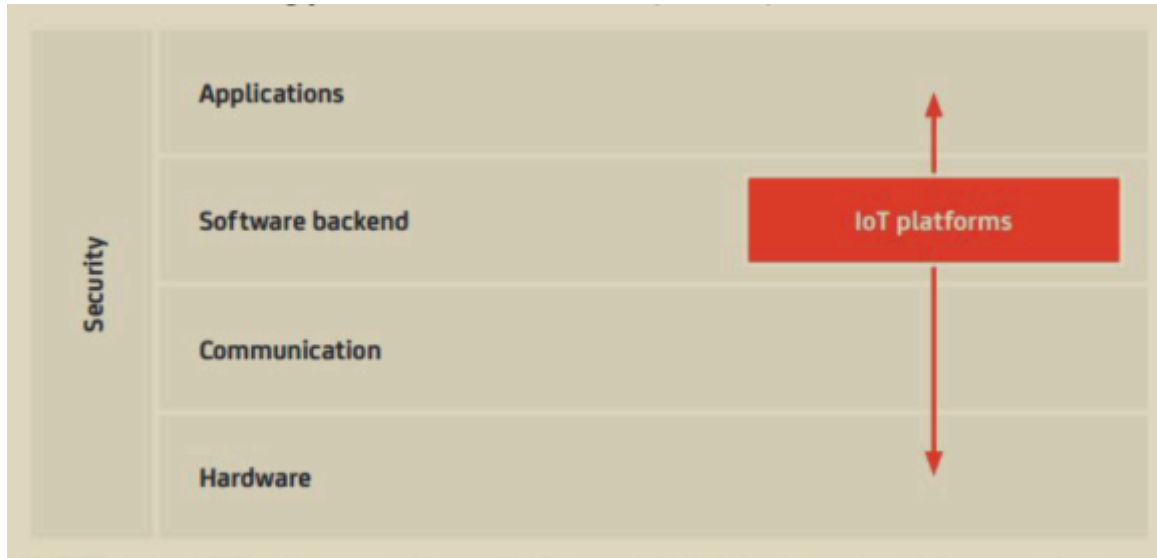 Applications
Software backend
IoT platforms
Security
Communication
Hardware